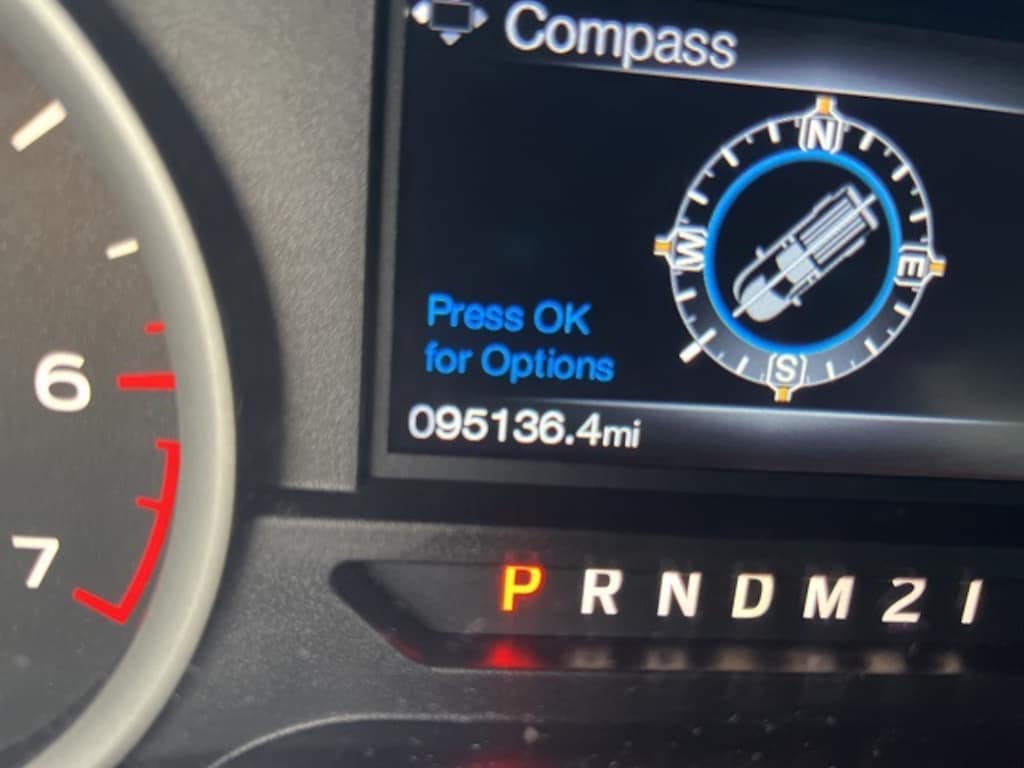 Compass
N
W
E
S
Press OK
for Options
095136.4mi
6
7
P R N D M 2 1